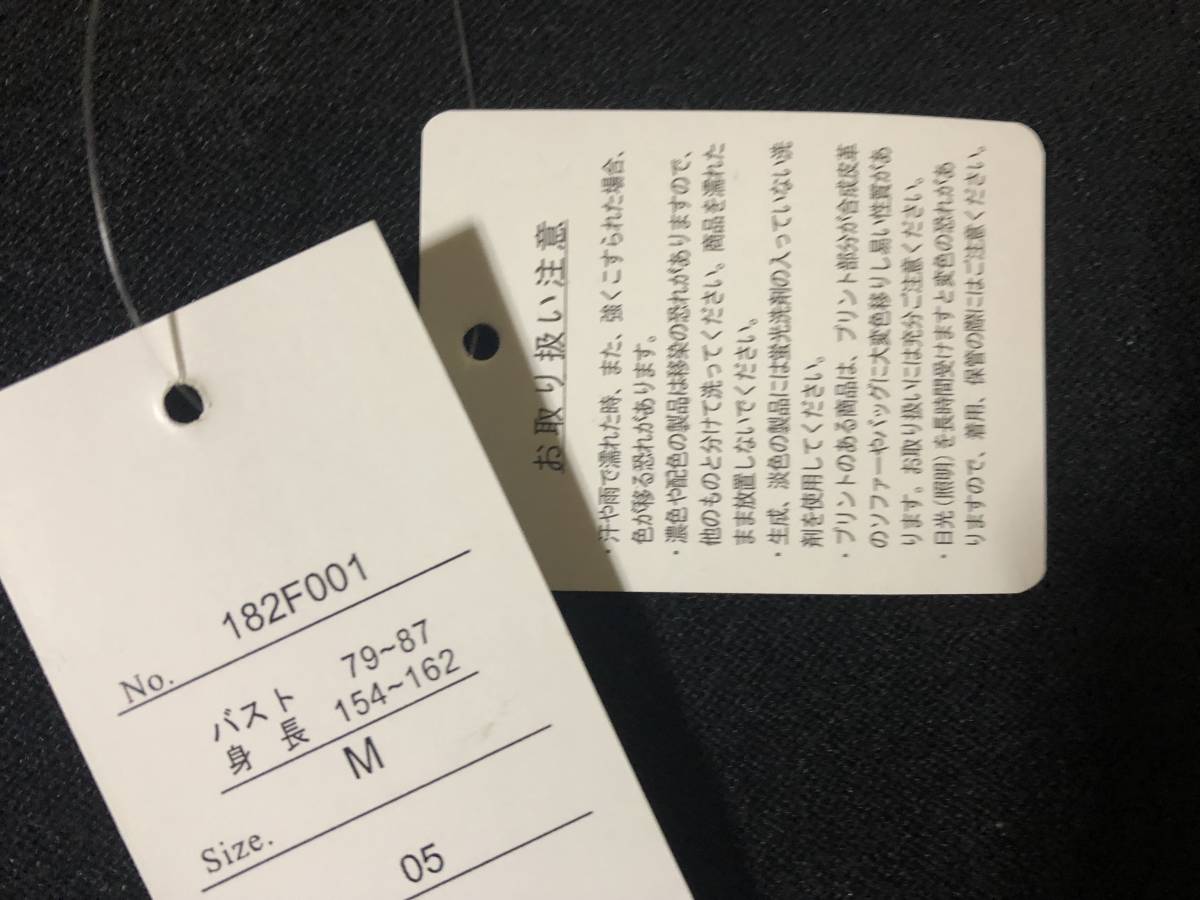 No. 182F001
バスト 79~87
身長 154~162
Size. M
05
お取り扱い注意
・汗や雨で濡れた時、また、強くこすられた場合、
色が移る恐れがあります。
・濃色や配色の製品は移染の恐れがありますので、
他のものと分けて洗ってください。商品を濡れた
まま放置しないでください。
・生成、淡色の製品には蛍光洗剤の入っていない洗
剤を使用してください。
・プリントのある商品は、プリント部分が合成皮革
のソファーやバッグに大変色移りし易い性質があ
ります。お取り扱いには充分ご注意ください。
・日光(照明)を長時間受けますと変色の恐れがあ
りますので、着用、保管の際にはご注意ください。